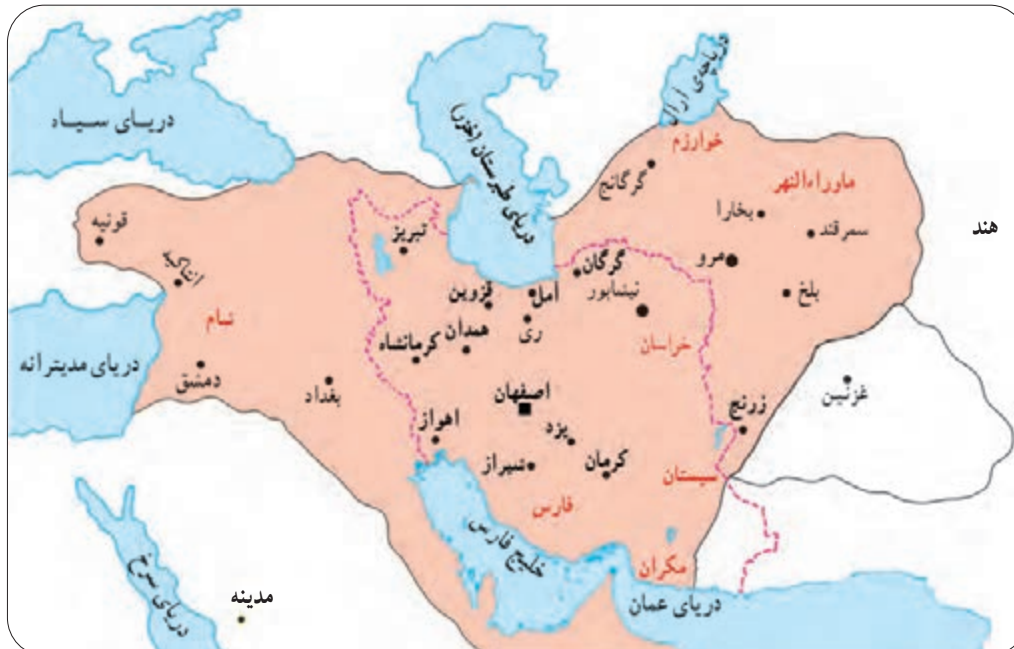 دریای سیاه
دریای طبرستان (خزر)
دریاچه‌ی آرال
خوارزم
گرگانج
ماوراءالنهر
بخارا
سمرقند
هند
مرو
بلخ
قونیه
انتاکیه
تبریز
گرگان
نیشابور
قزوین
آمل
ری
همدان
کرمانشاه
خراسان
شام
دریای مدیترانه
دمشق
بغداد
اصفهان
غزنین
زرنج
اهواز
یزد
شیراز
کرمان
سیستان
فارس
خلیج فارس
مکران
دریای عمان
مدینه
دریای سرخ